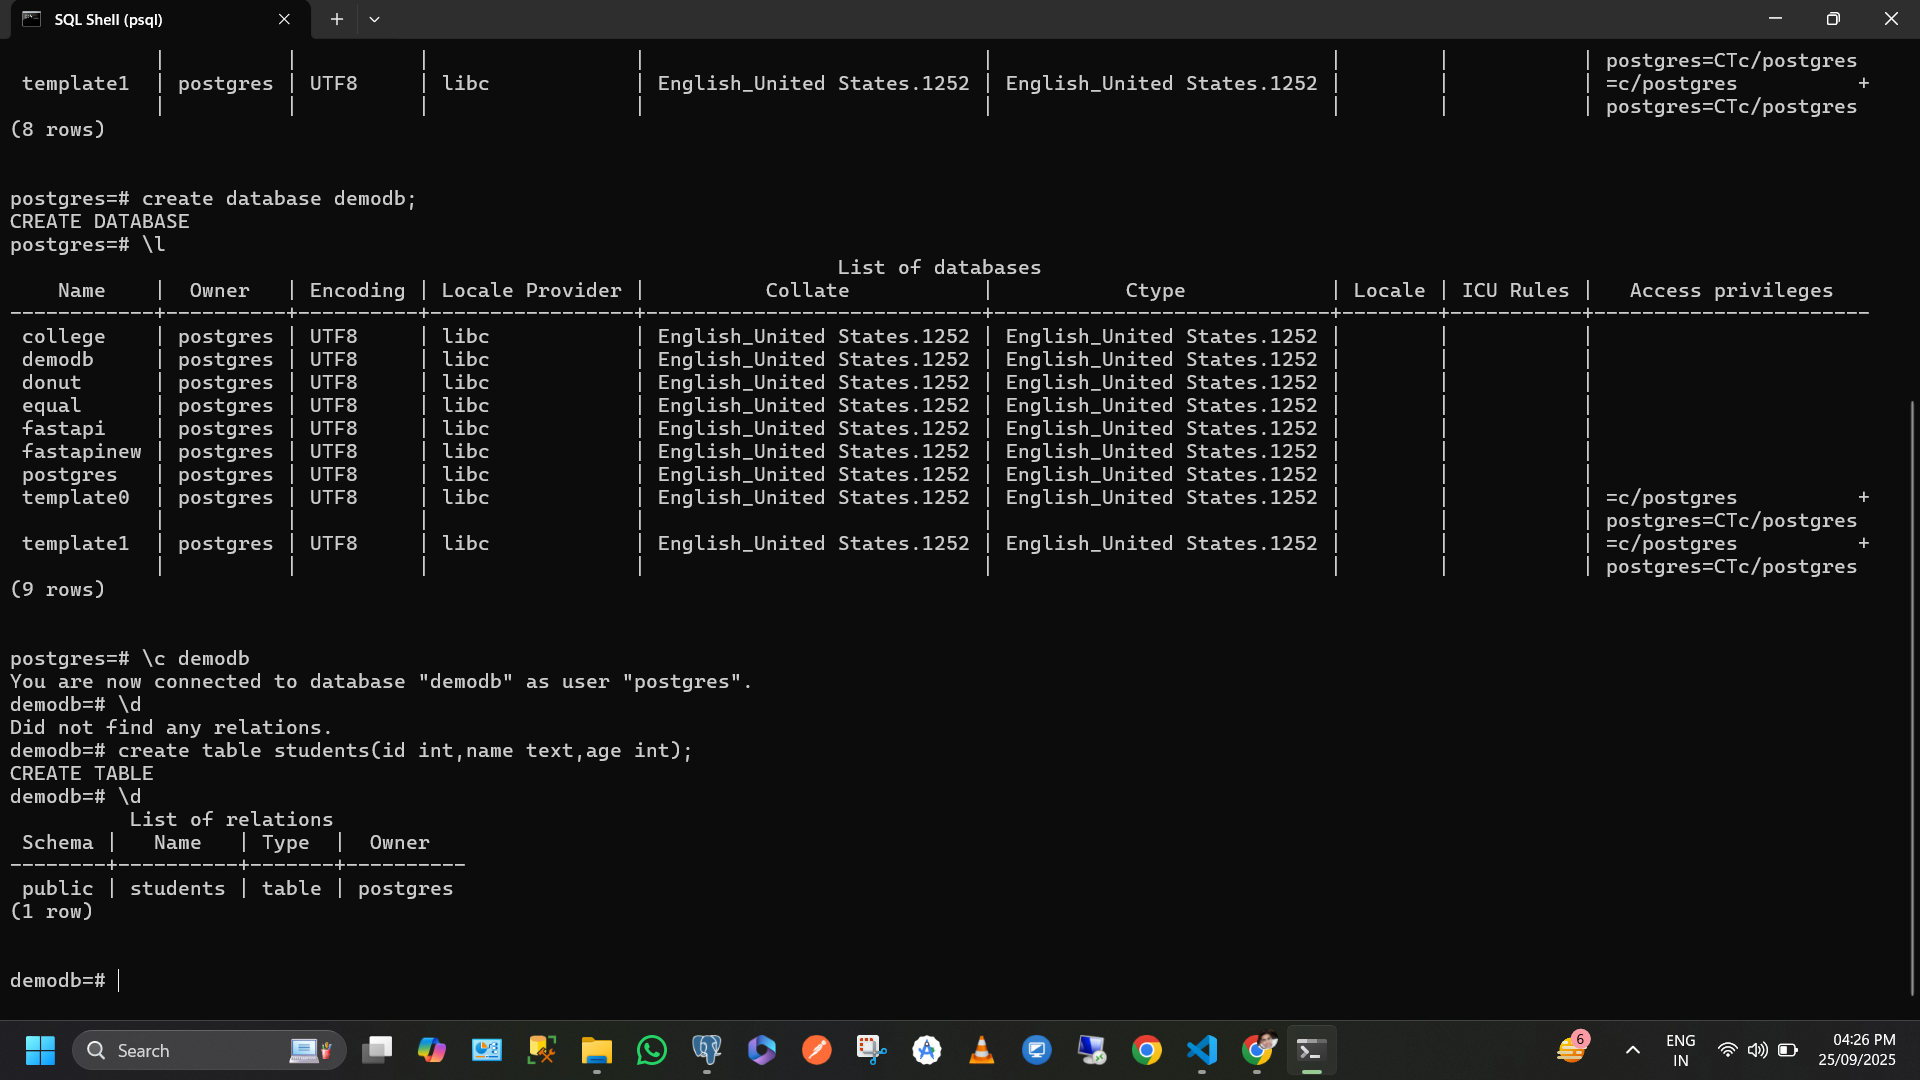 SQL Shell (psql)
           |          |          |                 |                            |                            |        |           | postgres=CTc/postgres
 template1 | postgres | UTF8     | libc            | English_United States.1252 | English_United States.1252 |        |           | =c/postgres          +
           |          |          |                 |                            |                            |        |           | postgres=CTc/postgres
(8 rows)
postgres=# create database demodb;
CREATE DATABASE
postgres=# \l
List of databases
    Name    |  Owner   | Encoding | Locale Provider |          Collate           |           Ctype            | Locale | ICU Rules |   Access privileges
------------+----------+----------+-----------------+----------------------------+----------------------------+--------+-----------+-----------------------
 college    | postgres | UTF8     | libc            | English_United States.1252 | English_United States.1252 |        |           |
 demodb     | postgres | UTF8     | libc            | English_United States.1252 | English_United States.1252 |        |           |
 donut      | postgres | UTF8     | libc            | English_United States.1252 | English_United States.1252 |        |           |
 equal      | postgres | UTF8     | libc            | English_United States.1252 | English_United States.1252 |        |           |
 fastapi    | postgres | UTF8     | libc            | English_United States.1252 | English_United States.1252 |        |           |
 fastapinew | postgres | UTF8     | libc            | English_United States.1252 | English_United States.1252 |        |           |
 postgres   | postgres | UTF8     | libc            | English_United States.1252 | English_United States.1252 |        |           |
 template0  | postgres | UTF8     | libc            | English_United States.1252 | English_United States.1252 |        |           | =c/postgres          +
            |          |          |                 |                            |                            |        |           | postgres=CTc/postgres
 template1  | postgres | UTF8     | libc            | English_United States.1252 | English_United States.1252 |        |           | =c/postgres          +
            |          |          |                 |                            |                            |        |           | postgres=CTc/postgres
(9 rows)
postgres=# \c demodb
You are now connected to database "demodb" as user "postgres".
demodb=# \d
Did not find any relations.
demodb=# create table students(id int,name text,age int);
CREATE TABLE
demodb=# \d
          List of relations
 Schema |   Name   | Type  |  Owner
--------+----------+-------+----------
 public | students | table | postgres
(1 row)
demodb=#
Search
6
ENG
IN
04:26 PM
25/09/2025